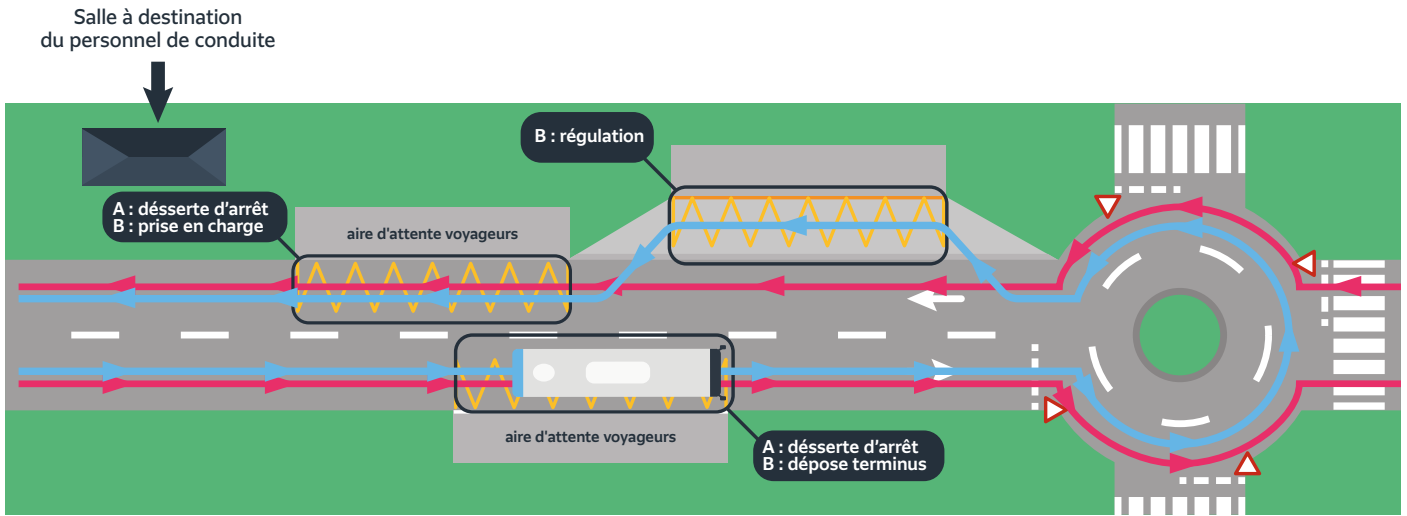 Salle à destination
du personnel de conduite
B : régulation
A : désserte d'arrêt
B : prise en charge
aire d'attente voyageurs
aire d'attente voyageurs
A : désserte d'arrêt
B : dépose terminus